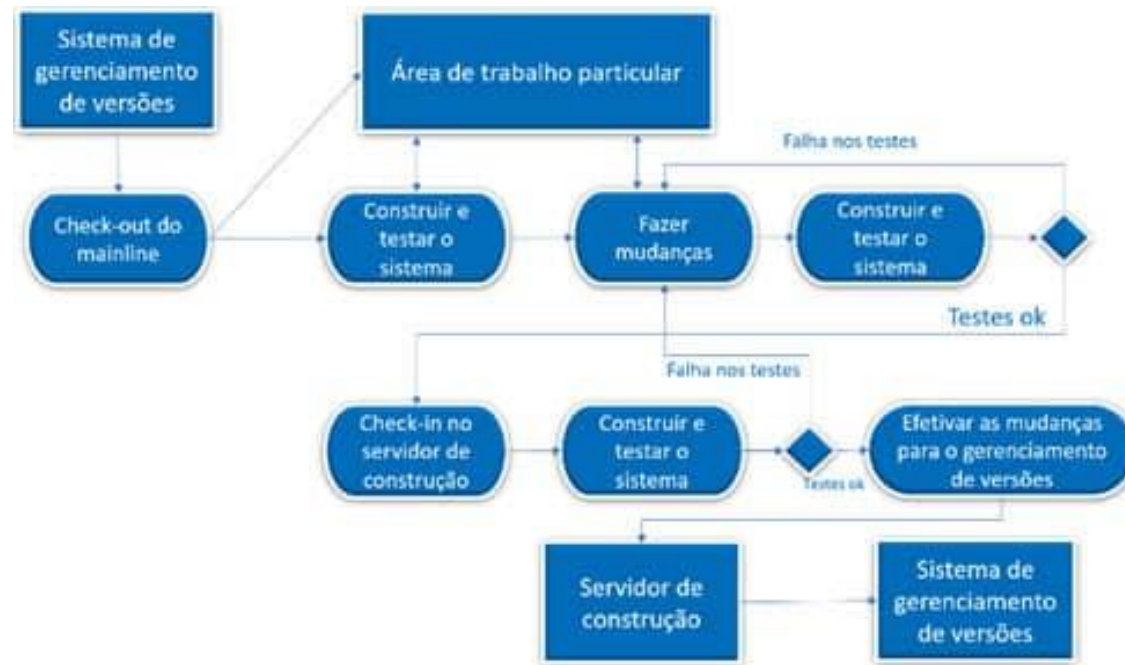 Sistema de
gerenciamento
de versões
Área de trabalho particular
Falha nos testes
Check-out do
mainline
Construir e
testar o
sistema
Fazer
mudanças
Construir e
testar o
sistema
Testes ok
Falha nos testes
Check-in no
servidor de
construção
Construir e
testar o
sistema
Testes ok
Efetivar as mudanças
para o gerenciamento
de versões
Servidor de
construção
Sistema de
gerenciamento
de versões